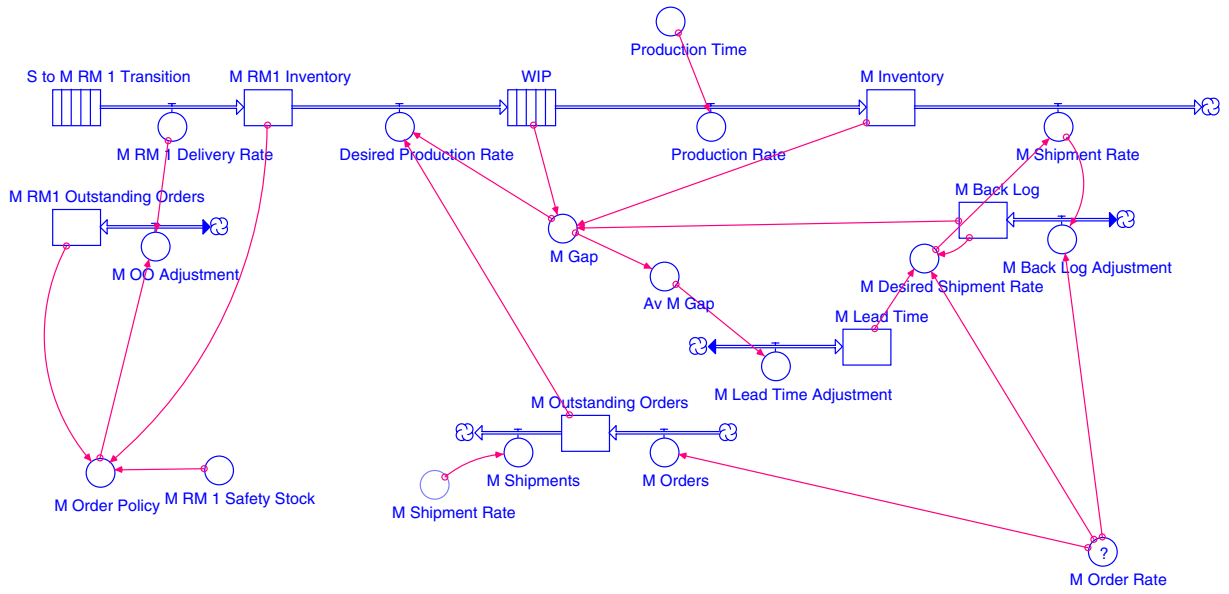 Production Time
S to M RM 1 Transition
M RM1 Inventory
WIP
M Inventory
M RM 1 Delivery Rate
Desired Production Rate
Production Rate
M Shipment Rate
M RM1 Outstanding Orders
M Back Log
M OO Adjustment
M Gap
M Back Log Adjustment
M Desired Shipment Rate
Av M Gap
M Lead Time
M Lead Time Adjustment
M Outstanding Orders
M Order Policy
M RM 1 Safety Stock
M Shipments
M Orders
M Shipment Rate
?
M Order Rate